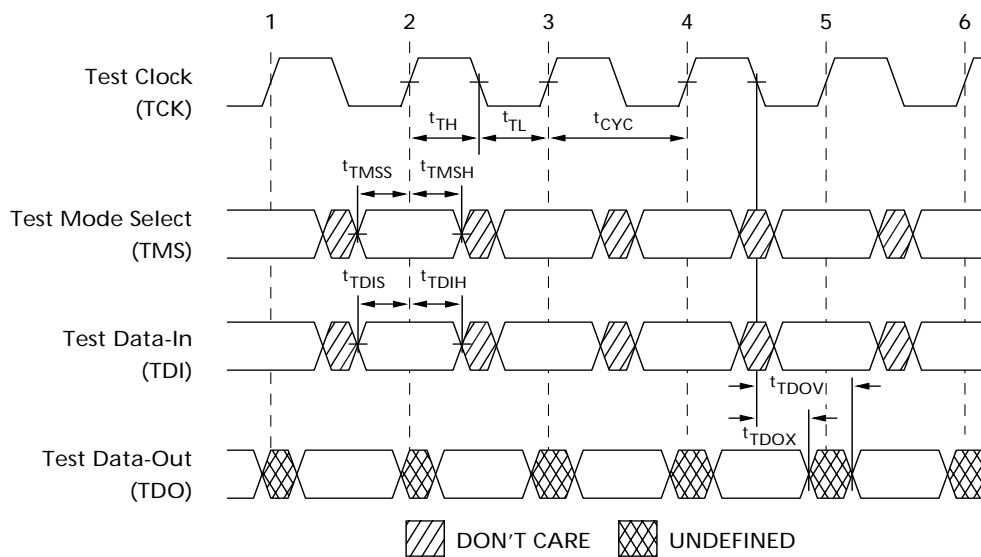 1 2 3 4 5 6
Test Clock
(TCK)
tTH tTL tCYC
tTMSS tTMSH
Test Mode Select
(TMS)
tTDIS tTDIH
Test Data-In
(TDI)
tTDOV
tTDOX
Test Data-Out
(TDO)
DON'T CARE UNDEFINED